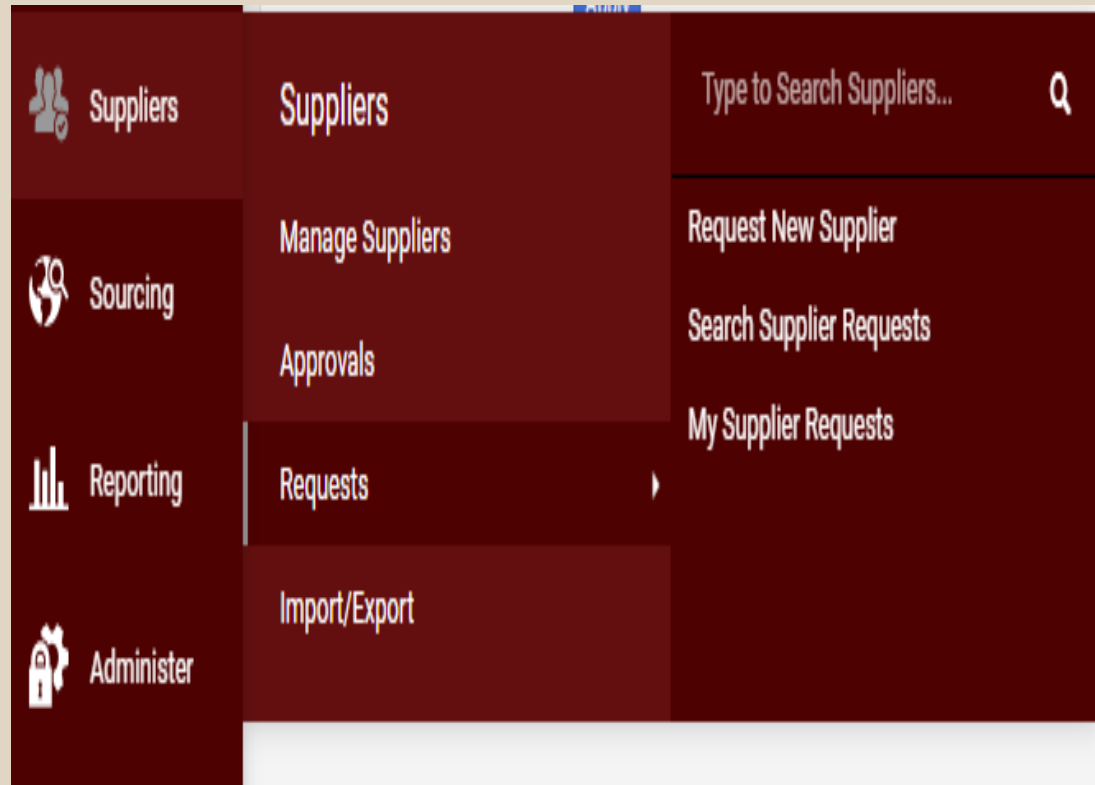 Suppliers
Sourcing
Reporting
Administer
Suppliers
Manage Suppliers
Approvals
Requests
Import/Export
Type to Search Suppliers...
Request New Supplier
Search Supplier Requests
My Supplier Requests